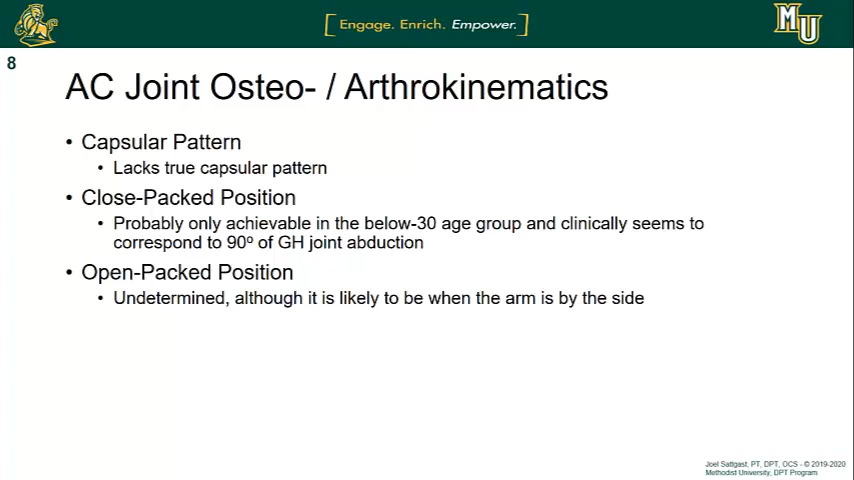 [ Engage. Enrich. Empower. ]
MU
8
AC Joint Osteo- / Arthrokinematics
• Capsular Pattern
• Lacks true capsular pattern
• Close-Packed Position
• Probably only achievable in the below-30 age group and clinically seems to
correspond to 90º of GH joint abduction
• Open-Packed Position
• Undetermined, although it is likely to be when the arm is by the side
Joel Sattgast, PT, DPT, OCS - © 2019-2020
Methodist University, DPT Program